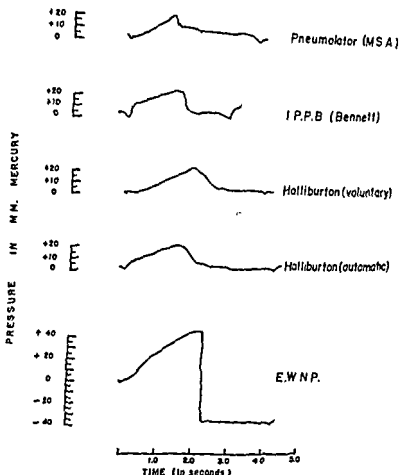 +20
+10
0
Pneumolator (MSA)
+20
+10
0
I P.P.B (Bennett)
+20
+10
0
Halliburton (voluntary)
+20
+10
0
Halliburton (automatic)
+ 40
+ 20
0
- 20
- 40
E.W N P.
PRESSURE IN MM. MERCURY
0 1.0 2.0 3.0 4.0 5.0
TIME (in seconds)